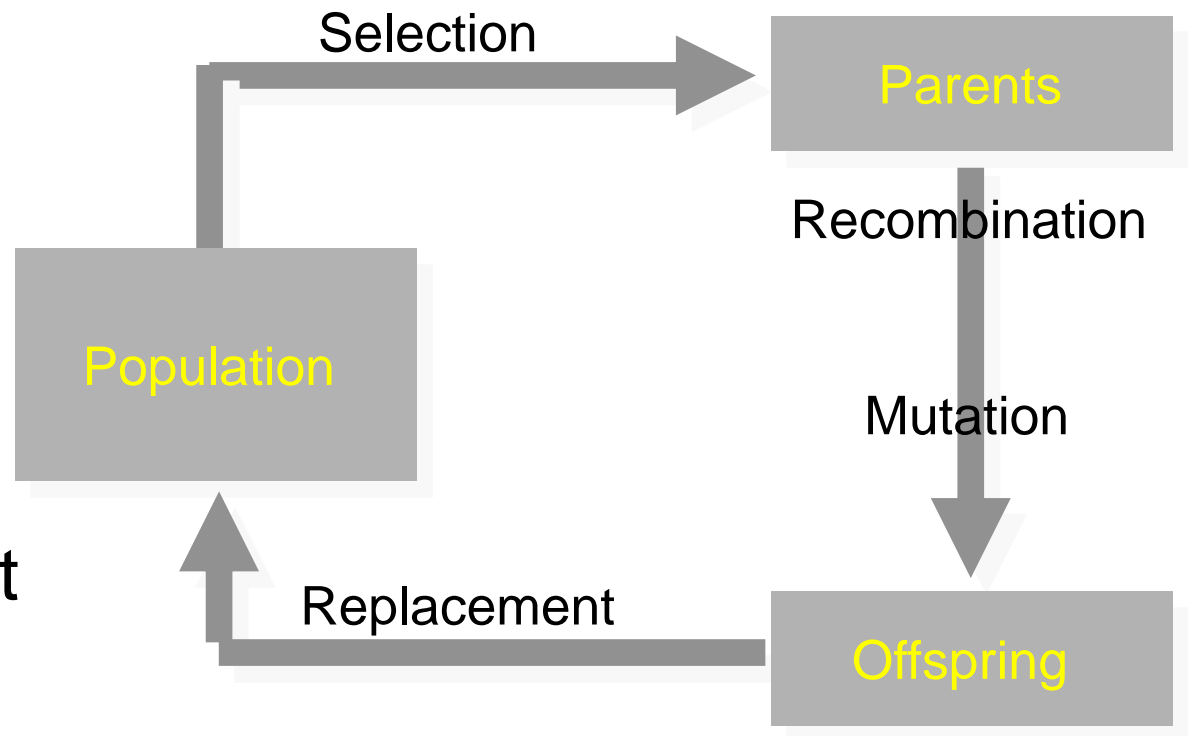 Selection
Parents
Recombination
Population
Mutation
t
Replacement
Offspring